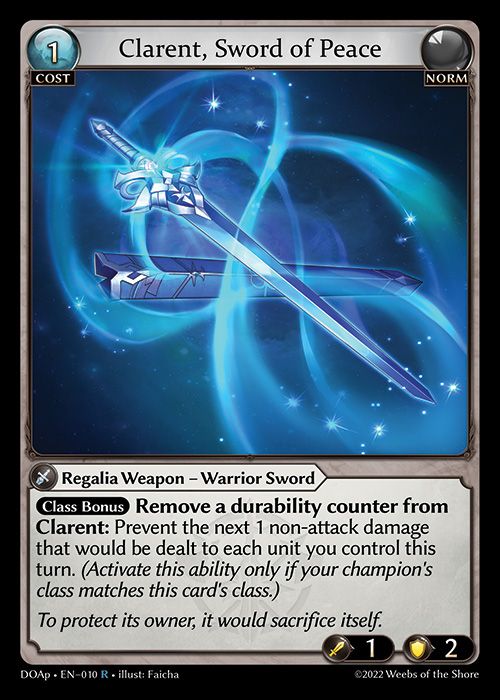 1
Clarent, Sword of Peace
COST
NORM
Regalia Weapon – Warrior Sword
Class Bonus Remove a durability counter from
Clarent: Prevent the next 1 non-attack damage
that would be dealt to each unit you control this
turn. (Activate this ability only if your champion's
class matches this card's class.)
To protect its owner, it would sacrifice itself.
1
2
DOAp • EN-010 R • illust: Faicha
©2022 Weebs of the Shore